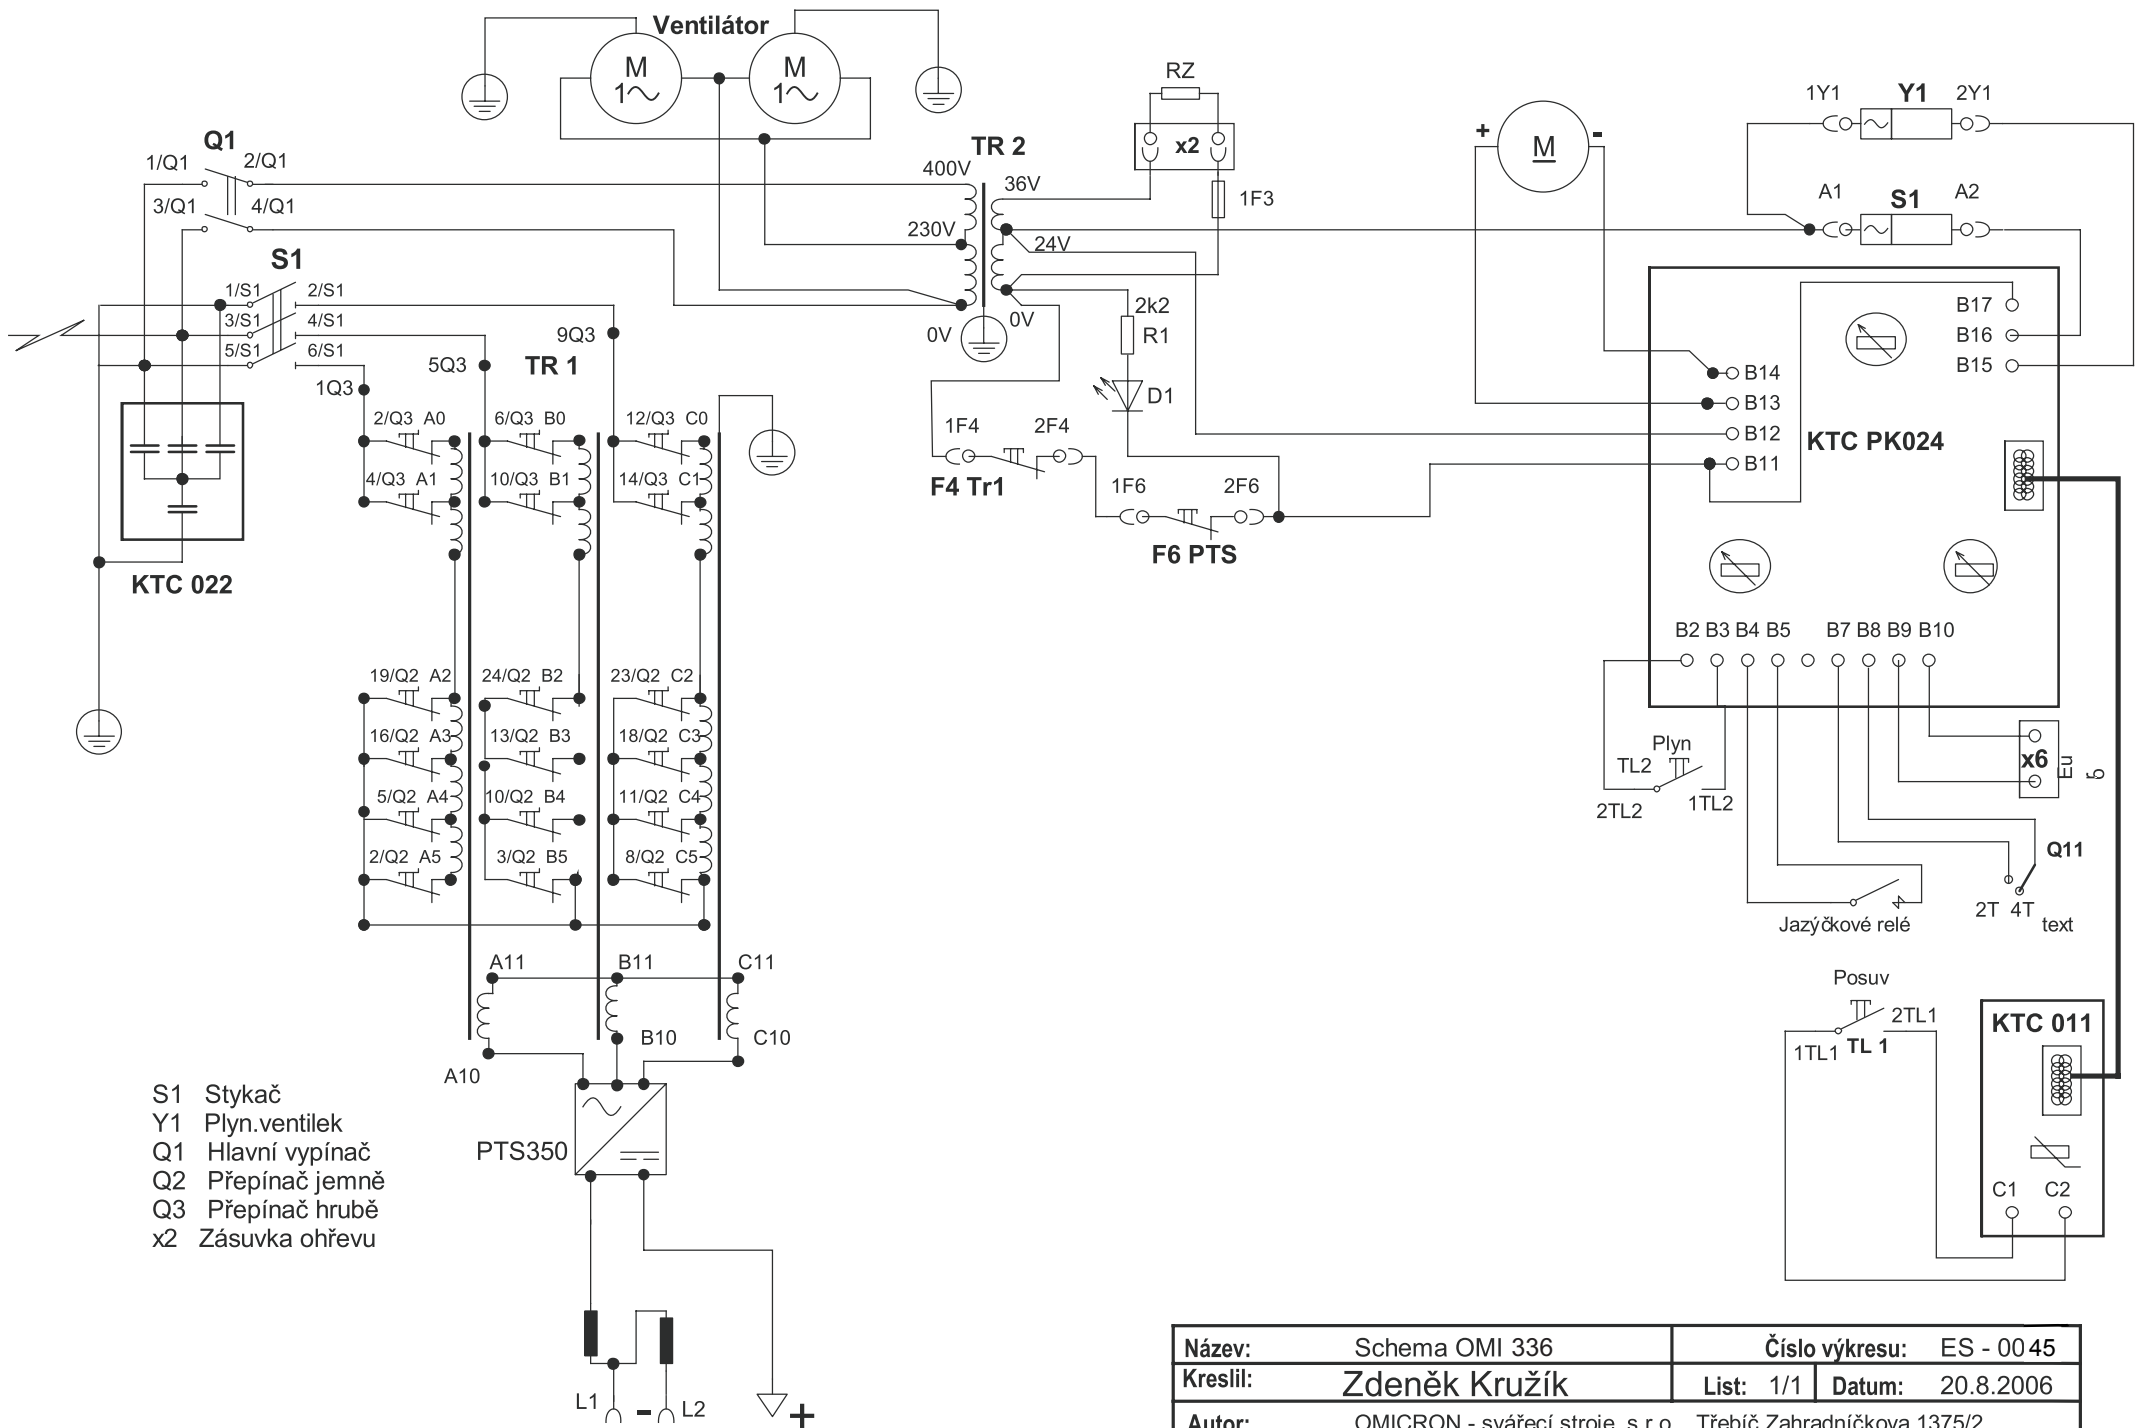 Ventilátor
M
1
M
1
RZ
x2
1F3
+
M
-
1Y1
Y1
2Y1
A1
S1
A2
Q1
1/Q1
2/Q1
3/Q1
4/Q1
TR 2
400V
36V
230V
24V
0V
0V
S1
1/S1
2/S1
3/S1
4/S1
5/S1
6/S1
9Q3
5Q3
TR 1
1Q3
2k2
R1
D1
B17
B16
B15
B14
B13
B12
B11
KTC PK024
2/Q3 A0
6/Q3 B0
12/Q3 C0
4/Q3 A1
10/Q3 B1
14/Q3 C1
1F4
2F4
F4 Tr1
1F6
2F6
F6 PTS
KTC 022
B2 B3 B4 B5 B7 B8 B9 B10
19/Q2 A2
24/Q2 B2
23/Q2 C2
16/Q2 A3
13/Q2 B3
18/Q2 C3
5/Q2 A4
10/Q2 B4
11/Q2 C4
2/Q2 A5
3/Q2 B5
8/Q2 C5
Plyn
TL2
2TL2
1TL2
x6
Eu
g
Q11
2T 4T
text
Jazýčkové relé
A11
B11
C11
A10
B10
C10
Posuv
2TL1
1TL1
TL 1
KTC 011
C1
C2
S1 Stykač
Y1 Plyn.ventilek
Q1 Hlavní vypínač
Q2 Přepínač jemně
Q3 Přepínač hrubě
x2 Zásuvka ohřevu
PTS350
L1
-
L2
+
Název: Schema OMI 336
Číslo výkresu: ES - 0045
Kreslil: Zdeněk Kružík
List: 1/1
Datum: 20.8.2006
Autor: OMICRON - svářecí stroje, s.r.o. Třebíč Zahradníčkova 1375/2